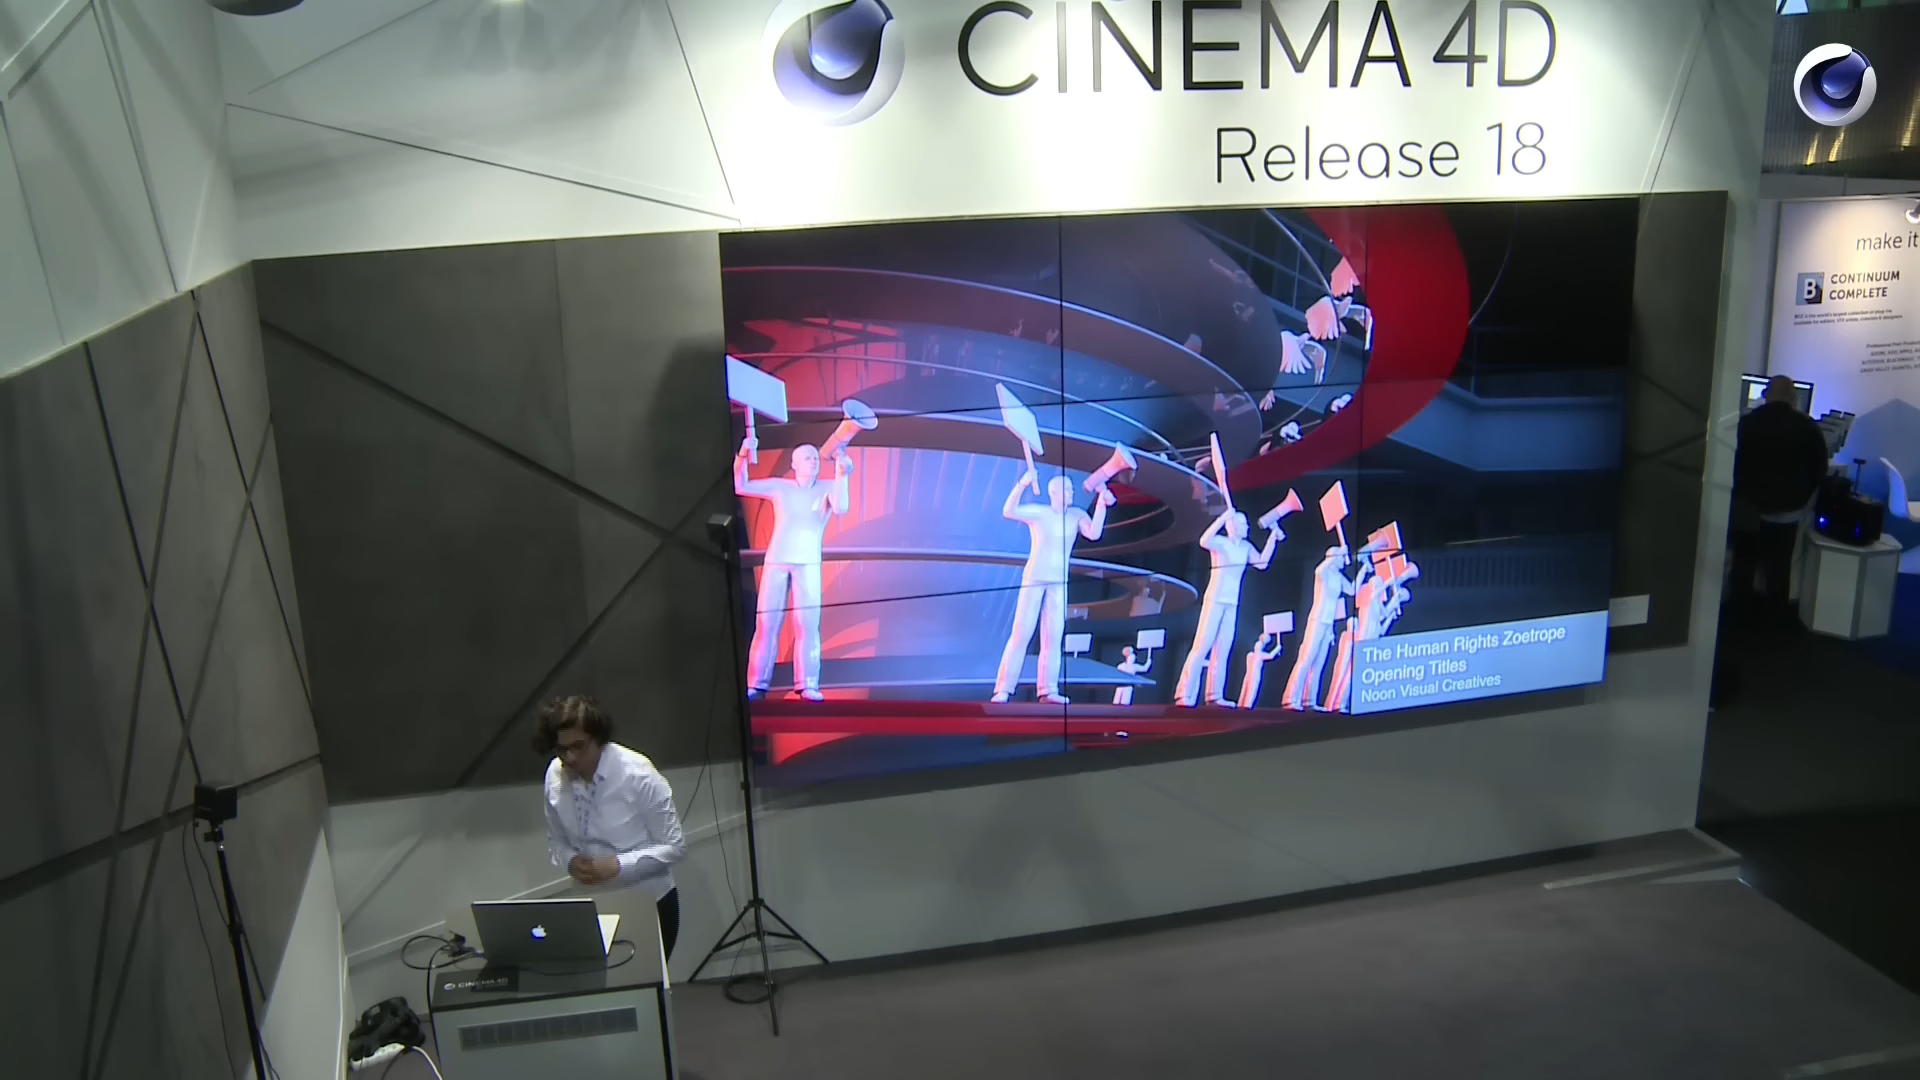 CINEMA 4D
Release 18
make it
B CONTINUUM
COMPLETE
The Human Rights Zoetrope
Opening Titles
Noon Visual Creatives
CINEMA 4D